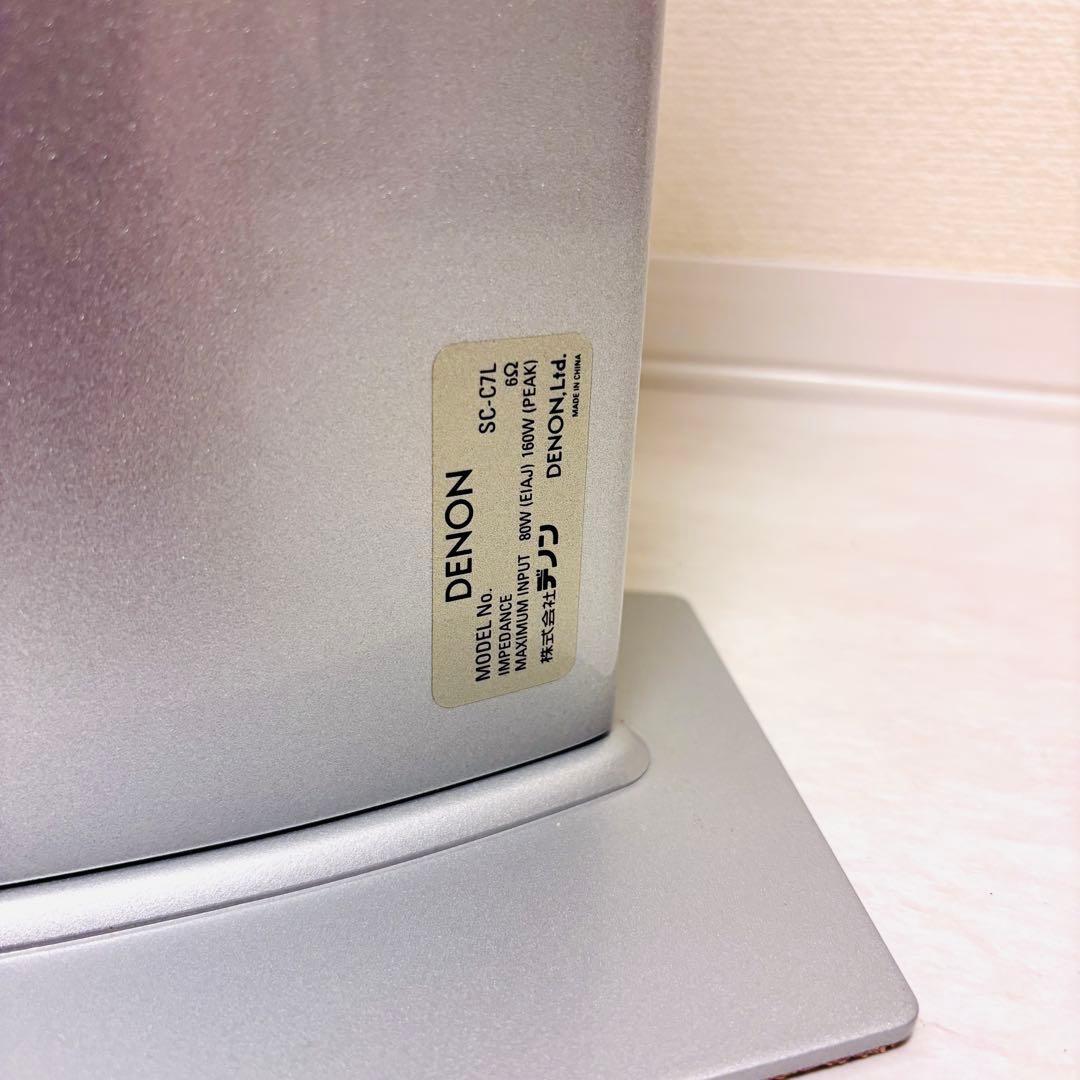 DENON
MODEL No. SC-C7L
IMPEDANCE 6Ω
MAXIMUM INPUT 80W (EIAJ) 160W (PEAK)
株式会社デノン DENON,Ltd.
MADE IN CHINA